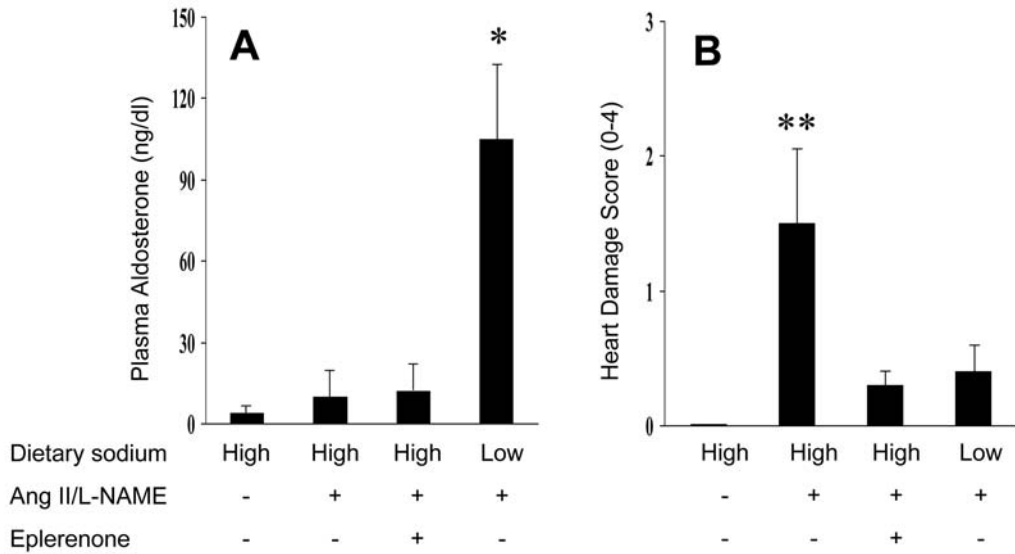 A
B
Plasma Aldosterone (ng/dl)
150
120
90
60
30
0
*
Heart Damage Score (0-4)
3
2
1
0
**
Dietary sodium High High High Low High High High Low
Ang II/L-NAME - + + + - + + +
Eplerenone - - + - - - + -